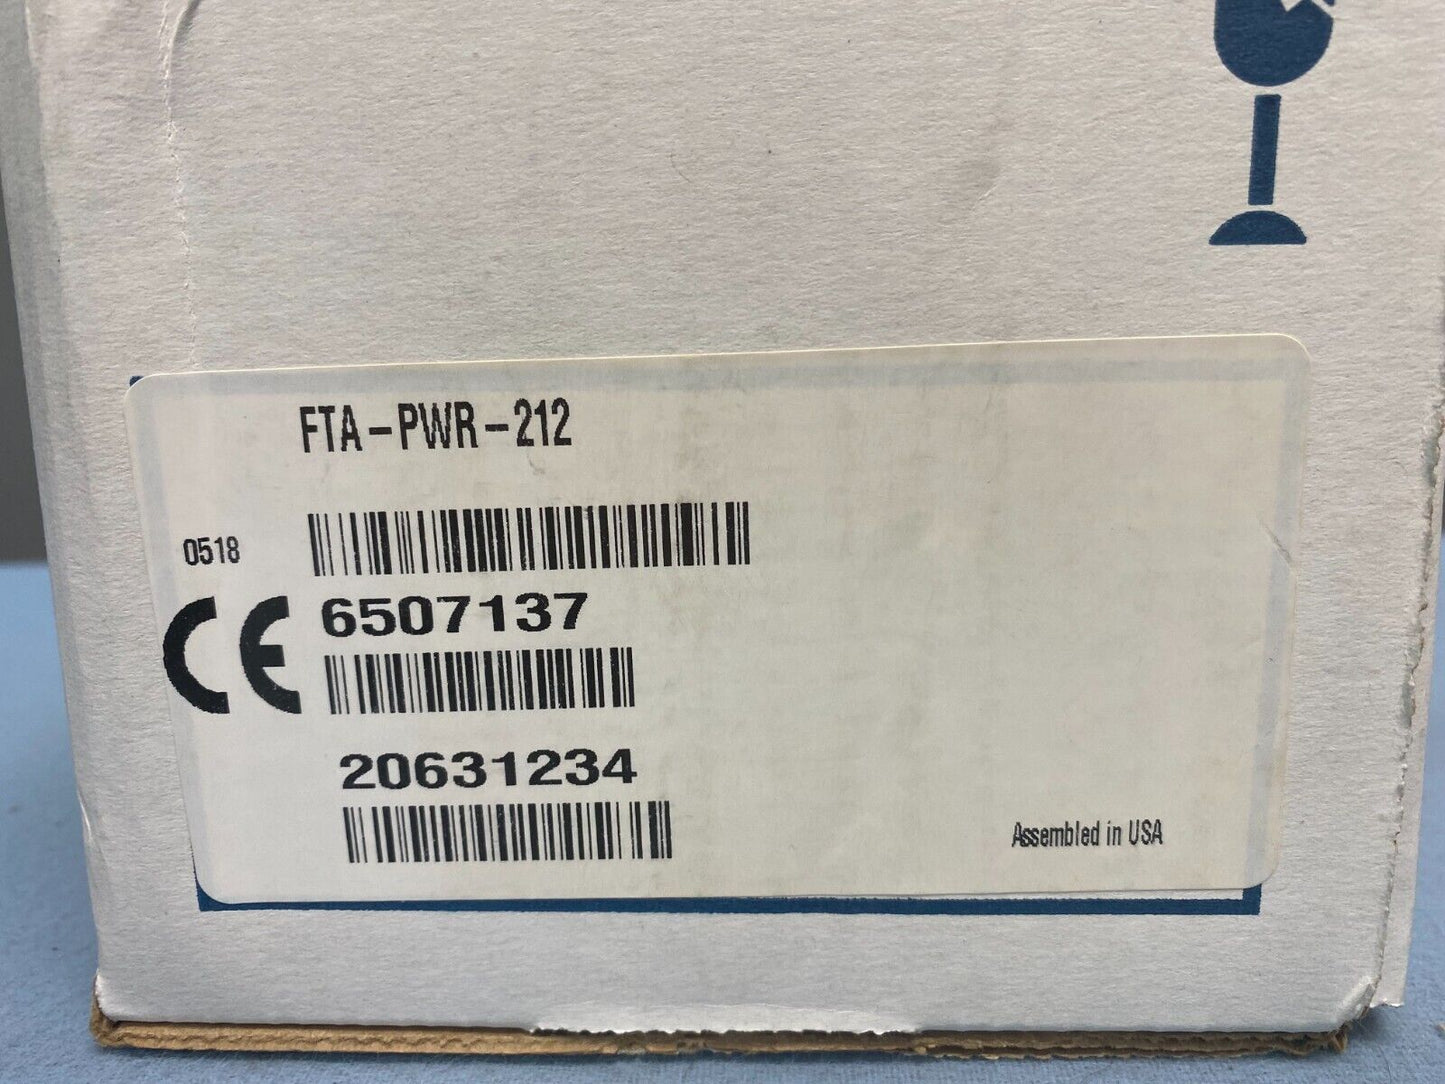 FTA-PWR-212
0518
CE
6507137
20631234
Assembled in USA